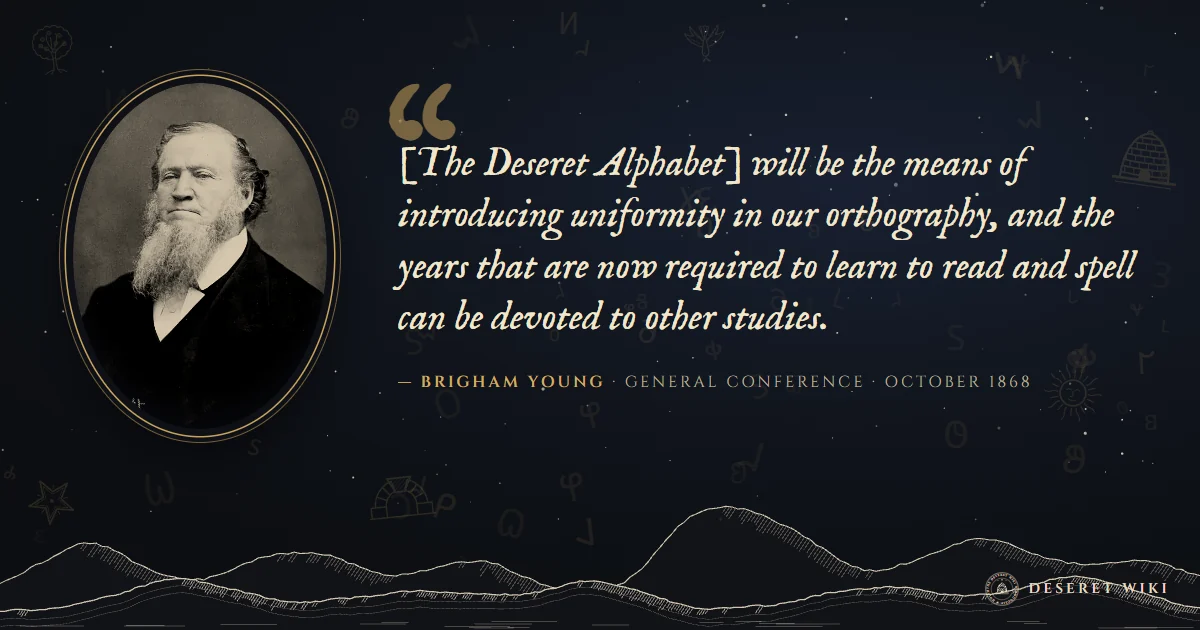 “
[The Deseret Alphabet] will be the means of
introducing uniformity in our orthography, and the
years that are now required to learn to read and spell
can be devoted to other studies.
— BRIGHAM YOUNG · GENERAL CONFERENCE · OCTOBER 1868
DESERET WIKI